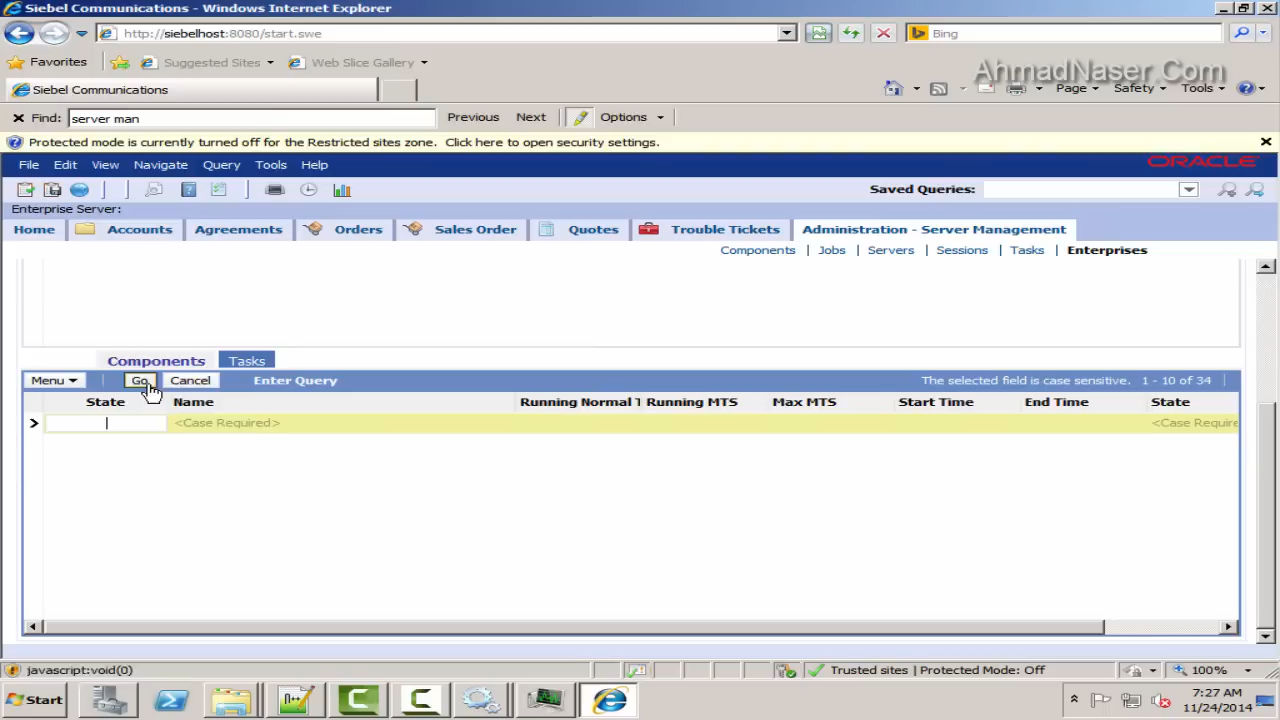 Siebel Communications - Windows Internet Explorer
http://siebelhost:8080/start.swe
Bing
Favorites Suggested Sites Web Slice Gallery
AhmadNaser.Com
Siebel Communications
Page Safety Tools
Find: server man Previous Next Options
Protected mode is currently turned off for the Restricted sites zone. Click here to open security settings.
File Edit View Navigate Query Tools Help
ORACLE
Saved Queries:
Enterprise Server:
Home Accounts Agreements Orders Sales Order Quotes Trouble Tickets Administration - Server Management
Components | Jobs | Servers | Sessions | Tasks | Enterprises
Components Tasks
Menu Go Cancel Enter Query The selected field is case sensitive. 1 - 10 of 34
State Name Running Normal T Running MTS Max MTS Start Time End Time State
<Case Required> <Case Require
javascript:void(0) Trusted sites | Protected Mode: Off 100%
Start 7:27 AM
11/24/2014